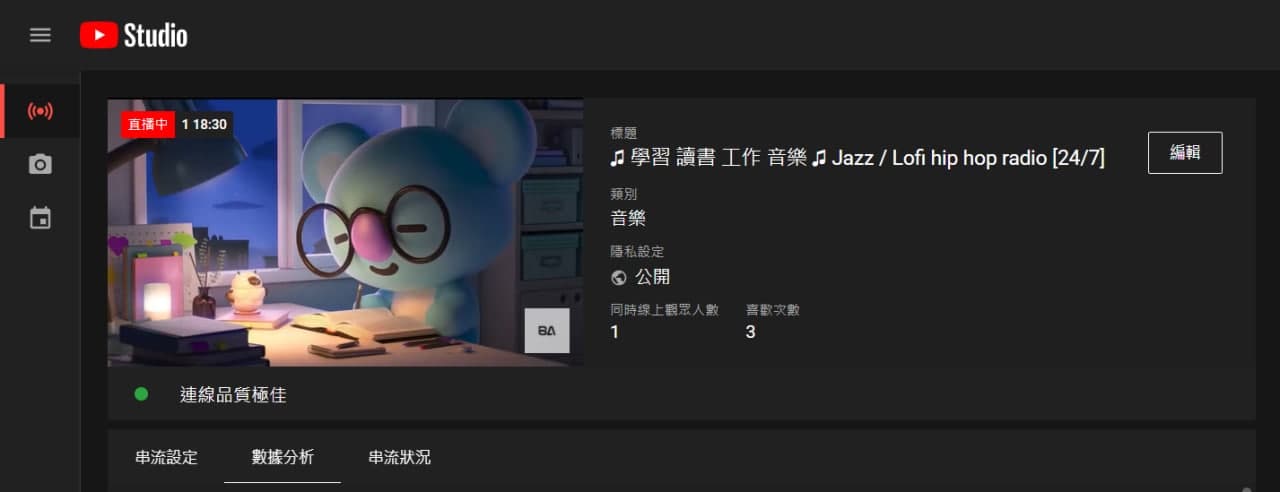 Studio
直播中 1 18:30
標題
♫ 學習 讀書 工作 音樂 ♫ Jazz / Lofi hip hop radio [24/7]
編輯
類別
音樂
隱私設定
公開
同時線上觀眾人數 喜歡次數
1 3
BA
連線品質極佳
串流設定 數據分析 串流狀況